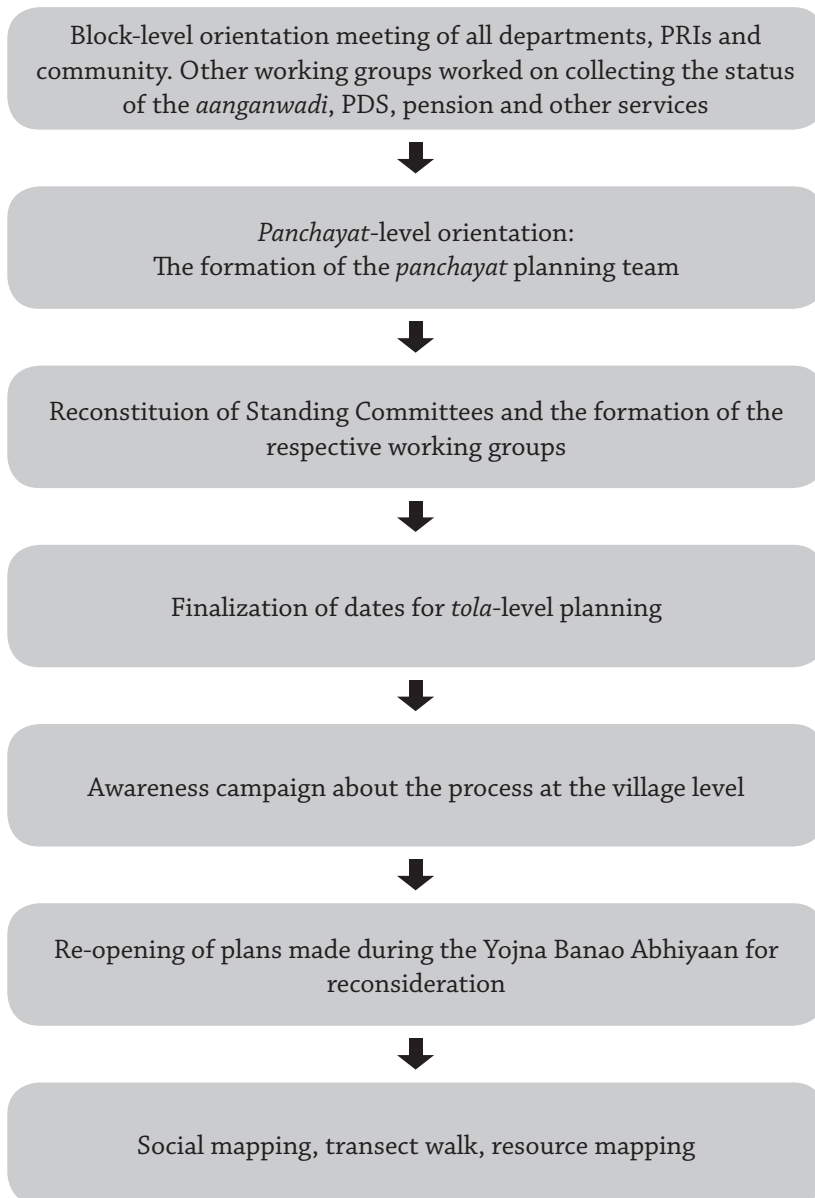 Block-level orientation meeting of all departments, PRIs and
community. Other working groups worked on collecting the status
of the aanganwadi, PDS, pension and other services
Panchayat-level orientation:
The formation of the panchayat planning team
Reconstituion of Standing Committees and the formation of the
respective working groups
Finalization of dates for tola-level planning
Awareness campaign about the process at the village level
Re-opening of plans made during the Yojna Banao Abhiyaan for
reconsideration
Social mapping, transect walk, resource mapping